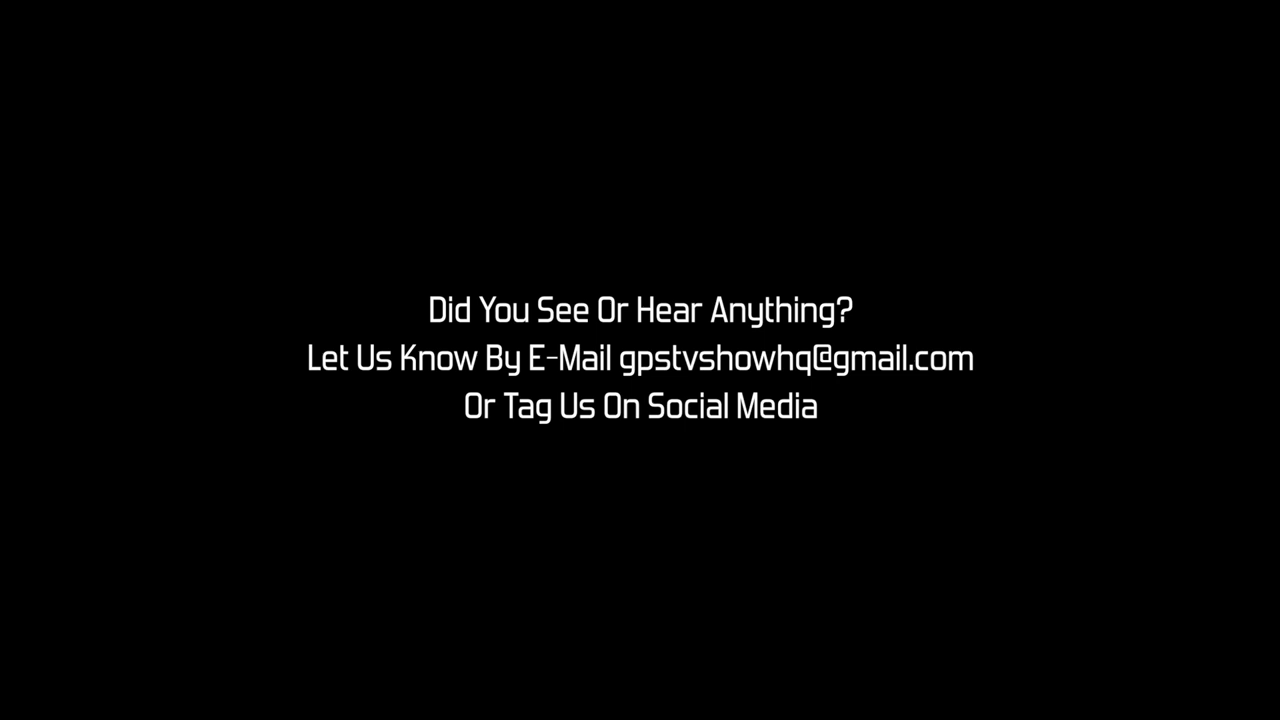 Did You See Or Hear Anything?
Let Us Know By E-Mail gpstvshowhq@gmail.com
Or Tag Us On Social Media